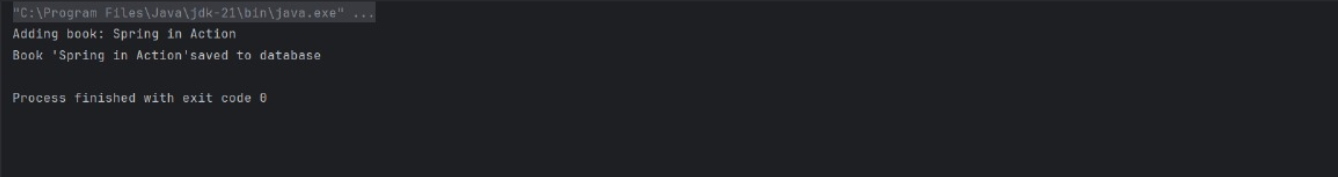 "C:\Program Files\Java\jdk-21\bin\java.exe" ...
Adding book: Spring in Action
Book 'Spring in Action'saved to database
Process finished with exit code 0